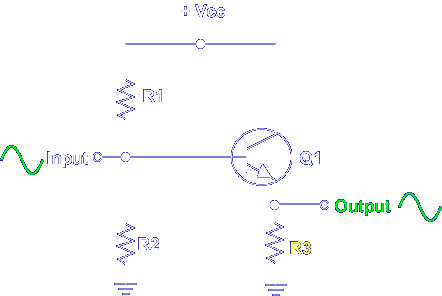 + Vcc
R1
Input
Q1
Output
R2
R3